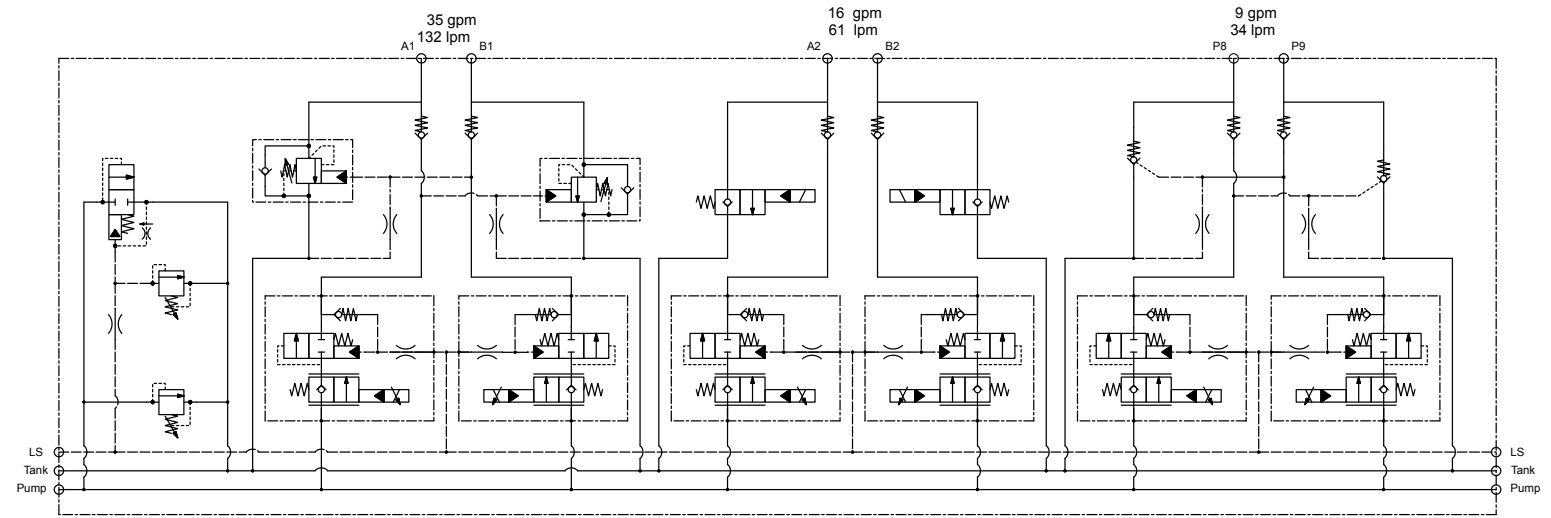 35 gpm
132 lpm
16 gpm
61 lpm
9 gpm
34 lpm
A1 B1
A2 B2
P8 P9
LS LS
Tank Tank
Pump Pump